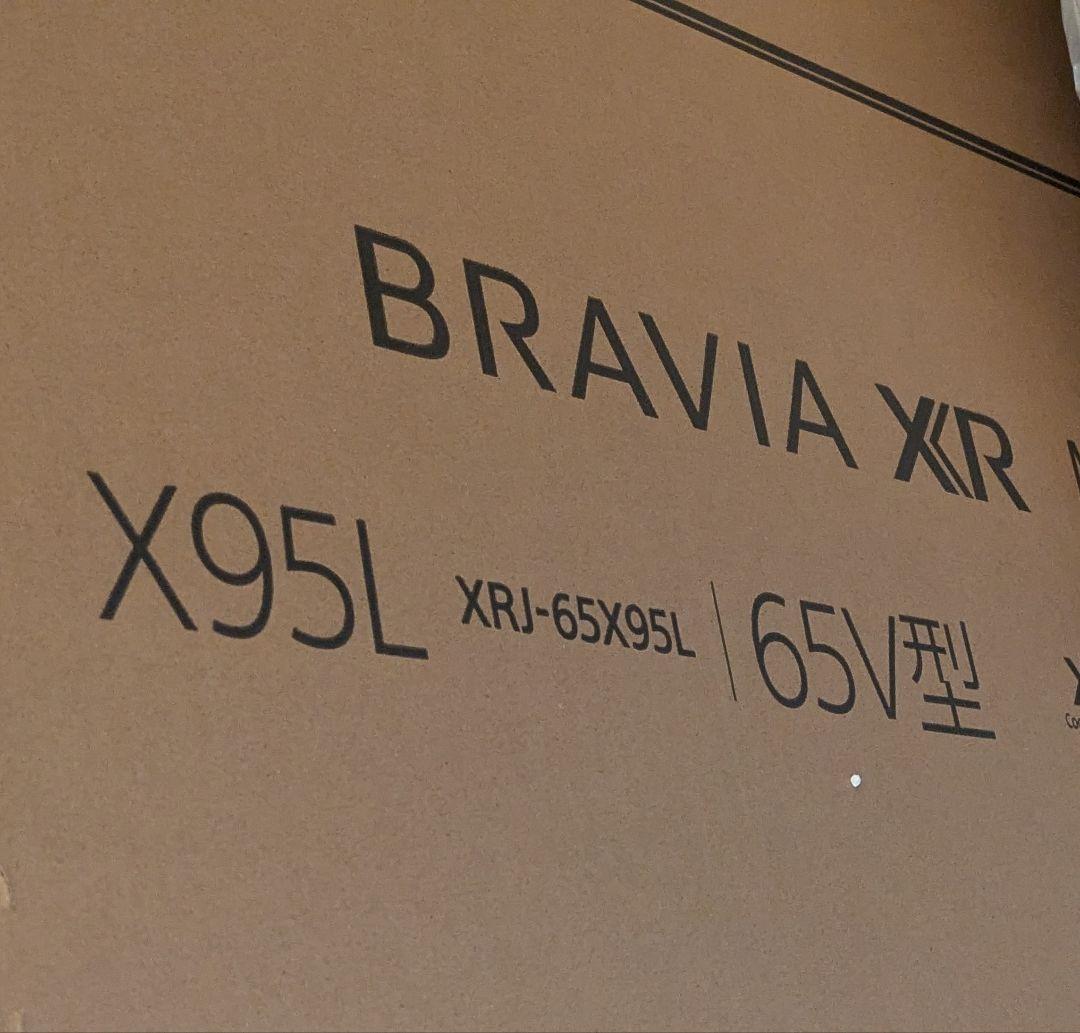 BRAVIA XR
X95L XRJ-65X95L | 65V型